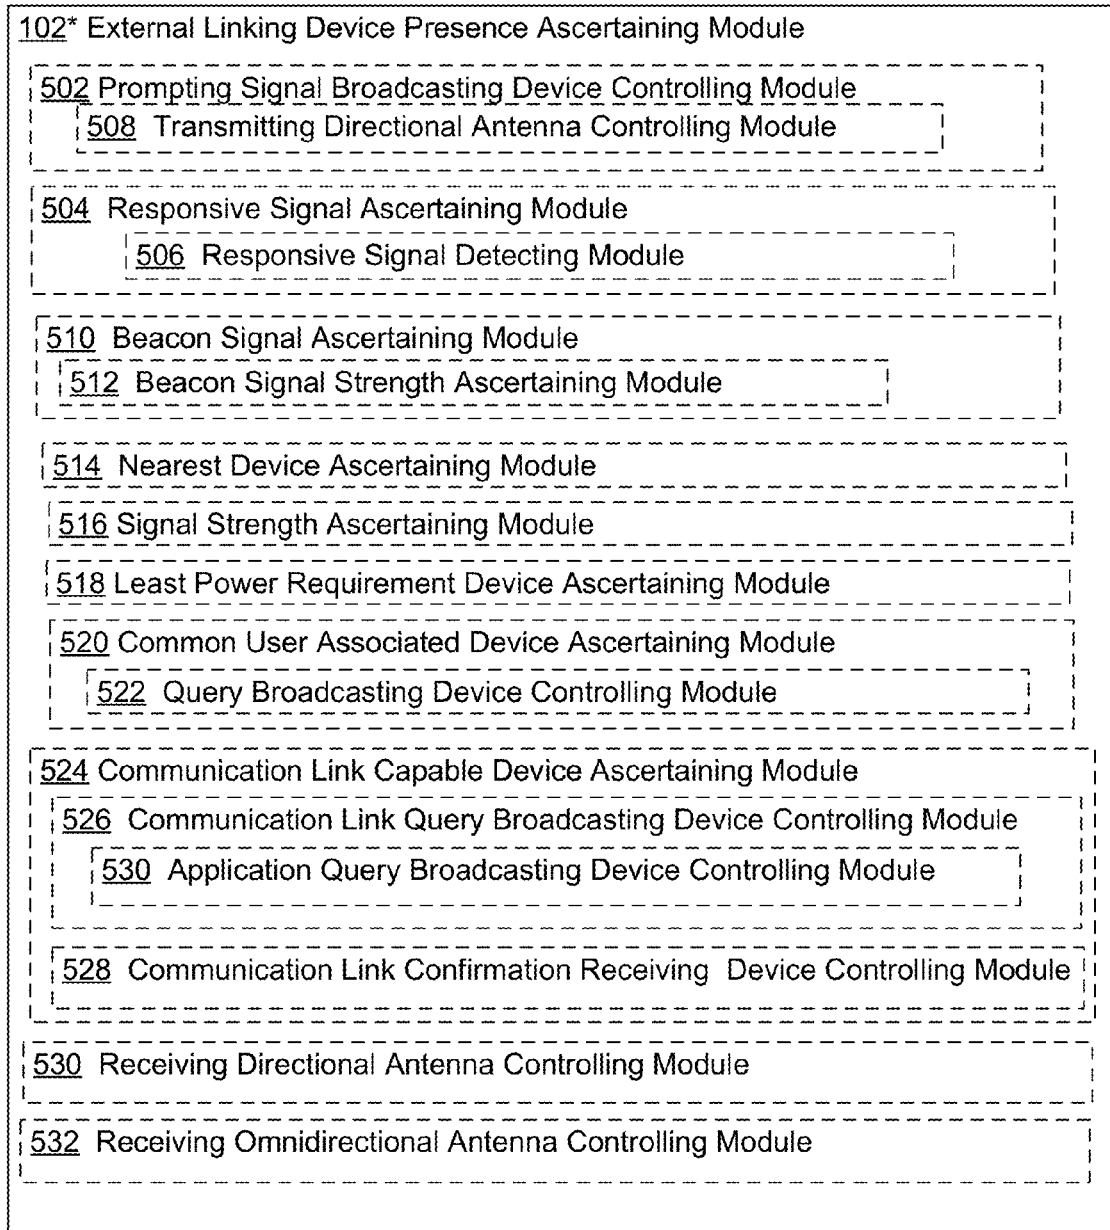 102* External Linking Device Presence Ascertaining Module
502 Prompting Signal Broadcasting Device Controlling Module
508 Transmitting Directional Antenna Controlling Module
504 Responsive Signal Ascertaining Module
506 Responsive Signal Detecting Module
510 Beacon Signal Ascertaining Module
512 Beacon Signal Strength Ascertaining Module
514 Nearest Device Ascertaining Module
516 Signal Strength Ascertaining Module
518 Least Power Requirement Device Ascertaining Module
520 Common User Associated Device Ascertaining Module
522 Query Broadcasting Device Controlling Module
524 Communication Link Capable Device Ascertaining Module
526 Communication Link Query Broadcasting Device Controlling Module
530 Application Query Broadcasting Device Controlling Module
528 Communication Link Confirmation Receiving Device Controlling Module
530 Receiving Directional Antenna Controlling Module
532 Receiving Omnidirectional Antenna Controlling Module